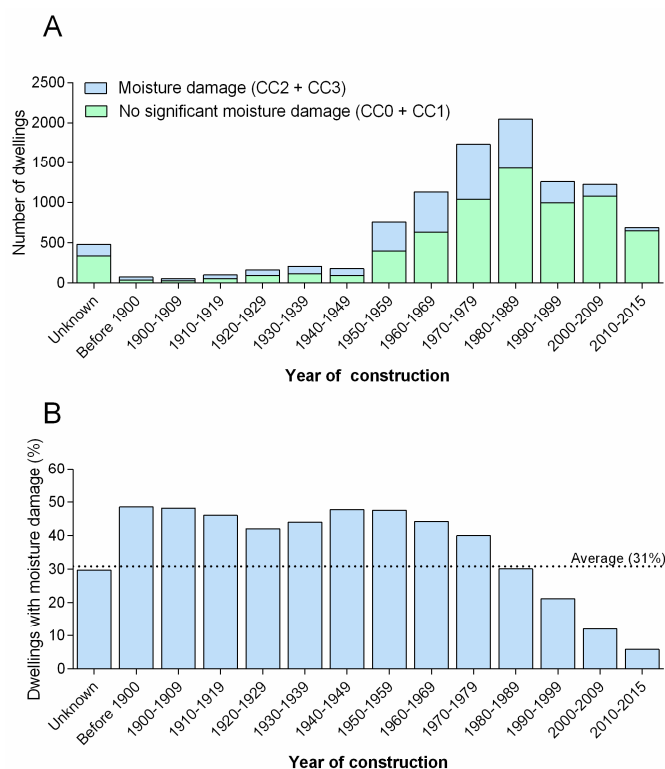 A
Number of dwellings
2500
2000
1500
1000
500
0
Moisture damage (CC2 + CC3)
No significant moisture damage (CC0 + CC1)
Unknown
Before 1900
1900-1909
1910-1919
1920-1929
1930-1939
1940-1949
1950-1959
1960-1969
1970-1979
1980-1989
1990-1999
2000-2009
2010-2015
Year of construction
B
Dwellings with moisture damage (%)
60
50
40
30
20
10
0
Average (31%)
Unknown
Before 1900
1900-1909
1910-1919
1920-1929
1930-1939
1940-1949
1950-1959
1960-1969
1970-1979
1980-1989
1990-1999
2000-2009
2010-2015
Year of construction